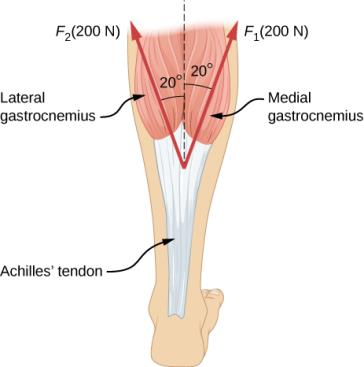 F₂(200 N)
F₁(200 N)
20°
20°
Lateral
gastrocnemius
Medial
gastrocnemius
Achilles’ tendon